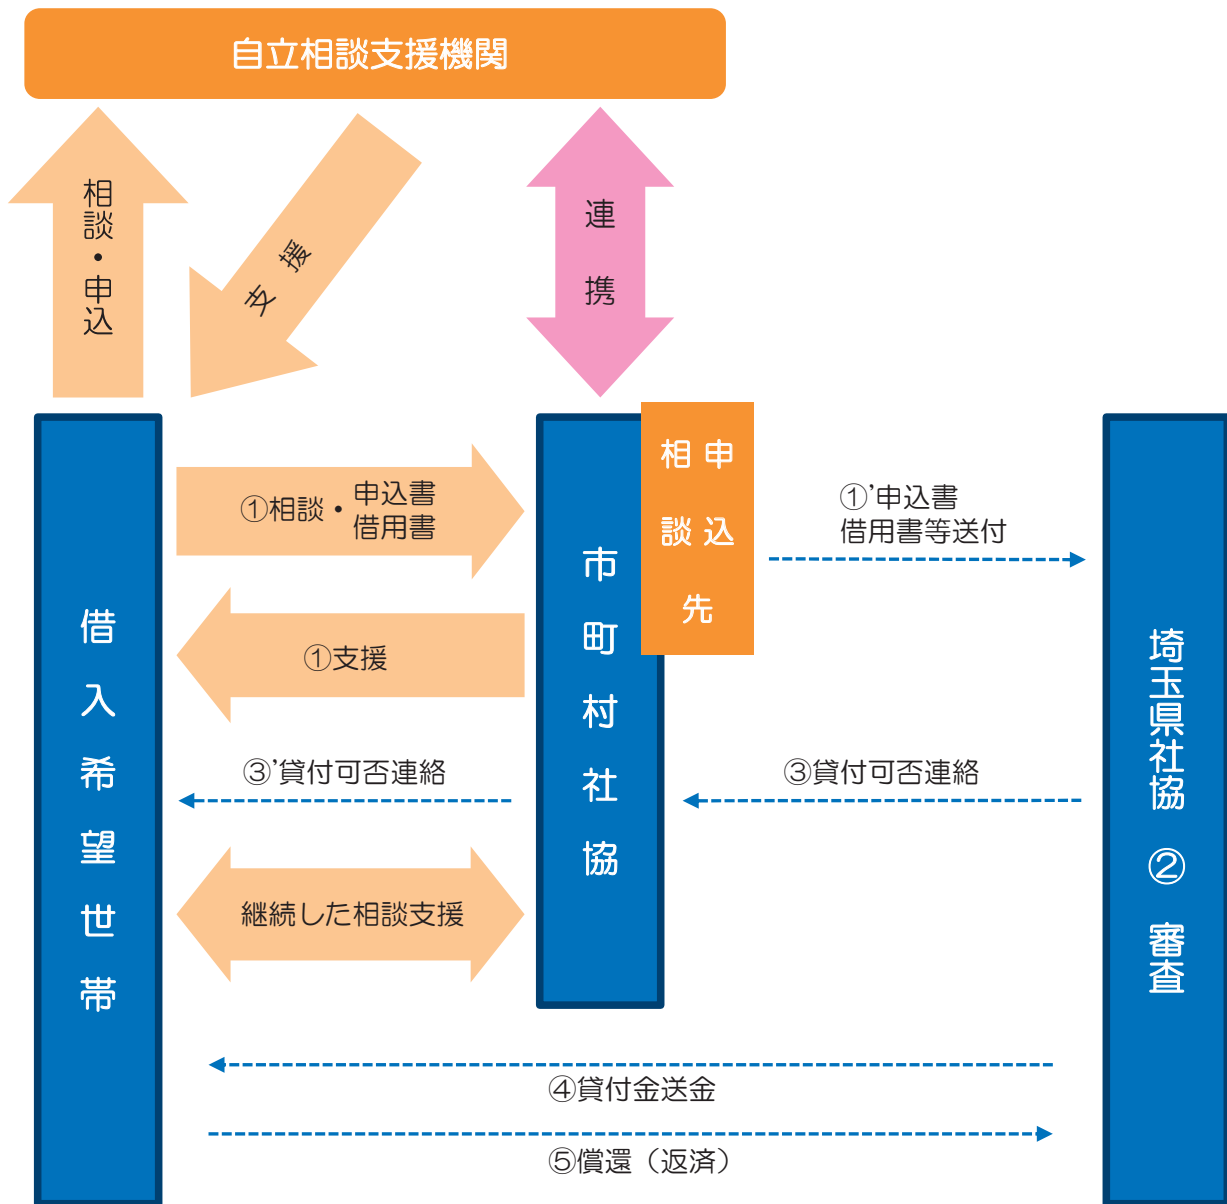 自立相談支援機関
相談・申込
支援
連携
借入希望世帯
①相談・申込書
借用書
市町村社協
相談申込先
①’申込書
借用書等送付
①支援
③’貸付可否連絡
③貸付可否連絡
継続した相談支援
埼玉県社協 ② 審査
④貸付金送金
⑤償還（返済）